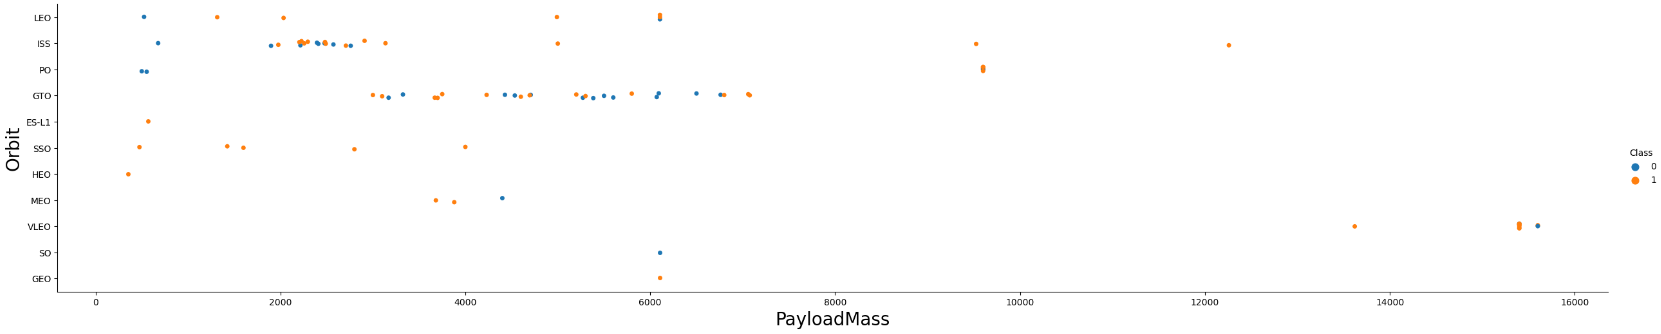 LEO
ISS
PO
GTO
ES-L1
SSO
HEO
MEO
VLEO
SO
GEO
Orbit
0 2000 4000 6000 8000 10000 12000 14000 16000
PayloadMass
Class
0
1